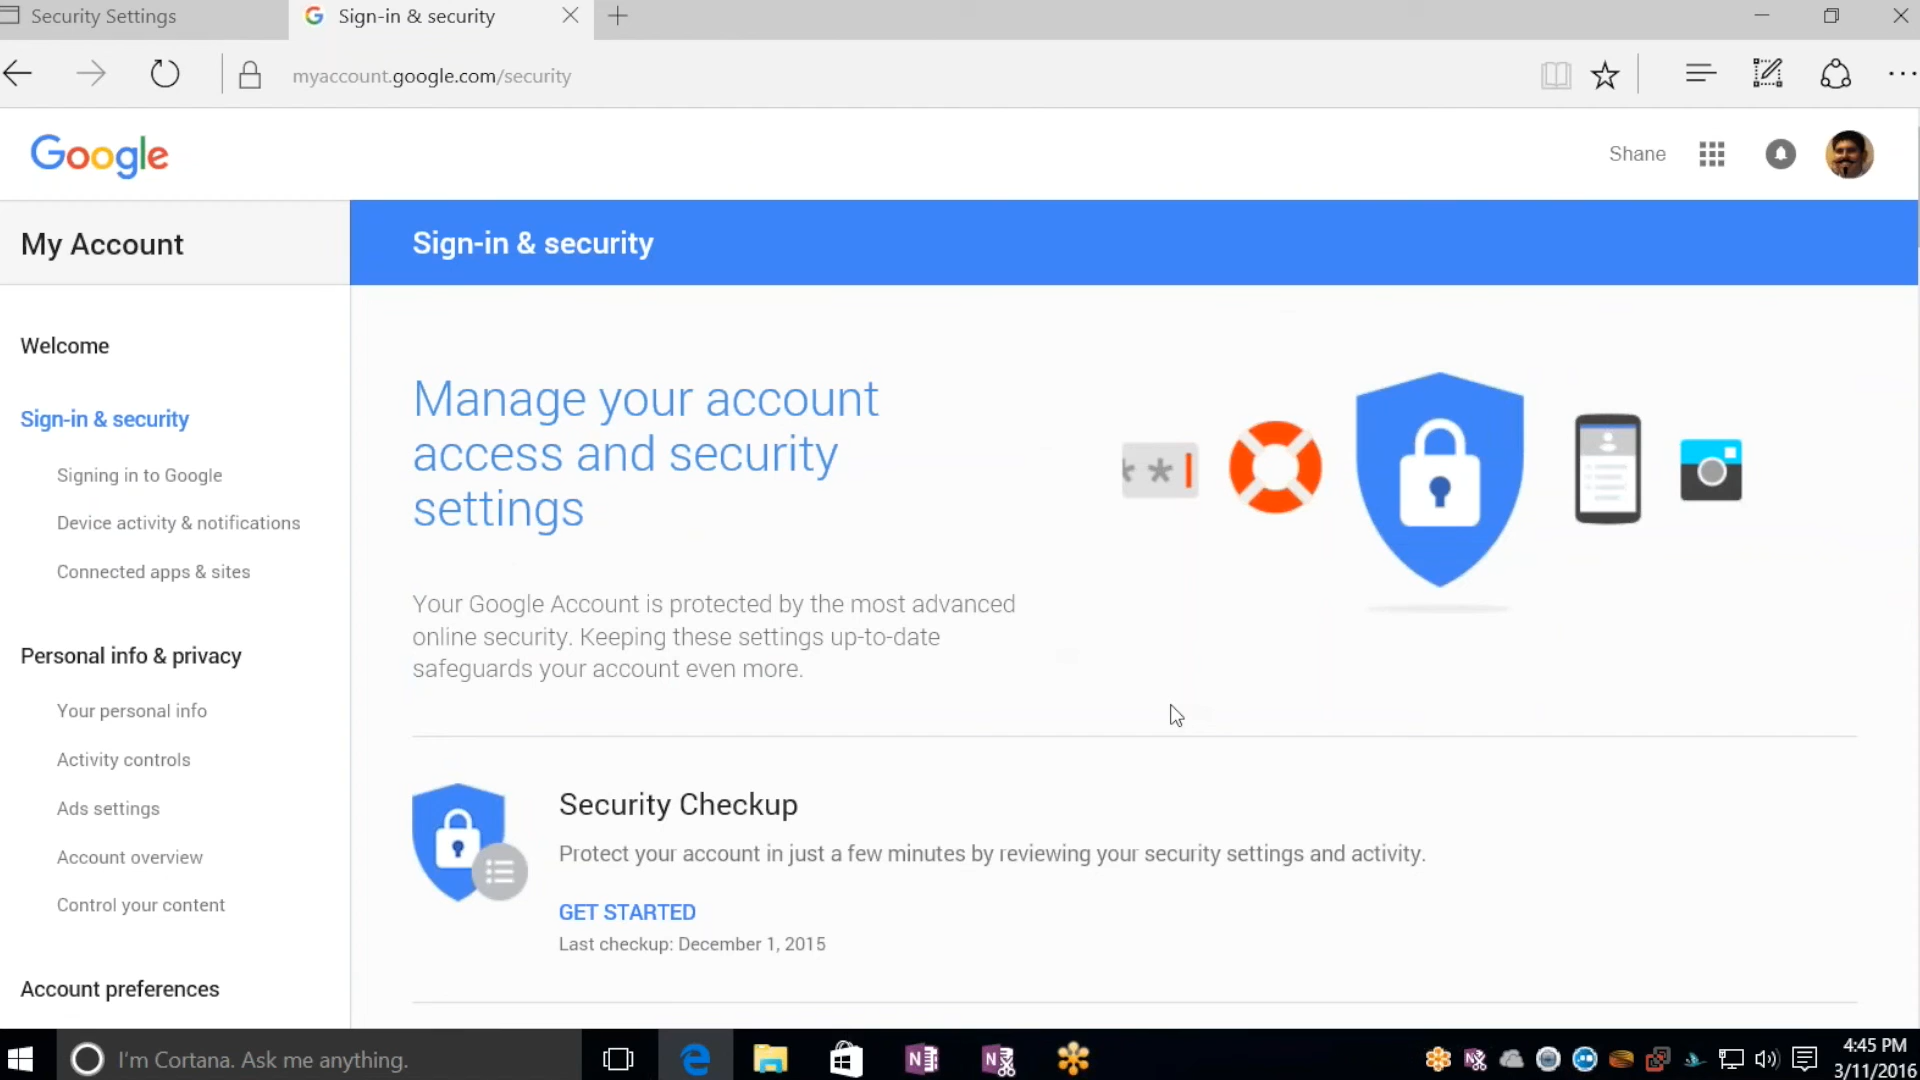 Security Settings
Sign-in & security
myaccount.google.com/security
Google
Shane
My Account
Sign-in & security
Welcome
Sign-in & security
Signing in to Google
Device activity & notifications
Connected apps & sites
Personal info & privacy
Your personal info
Activity controls
Ads settings
Account overview
Control your content
Account preferences
Manage your account
access and security
settings
Your Google Account is protected by the most advanced
online security. Keeping these settings up-to-date
safeguards your account even more.
Security Checkup
Protect your account in just a few minutes by reviewing your security settings and activity.
GET STARTED
Last checkup: December 1, 2015
I'm Cortana. Ask me anything.
4:45 PM
3/11/2016